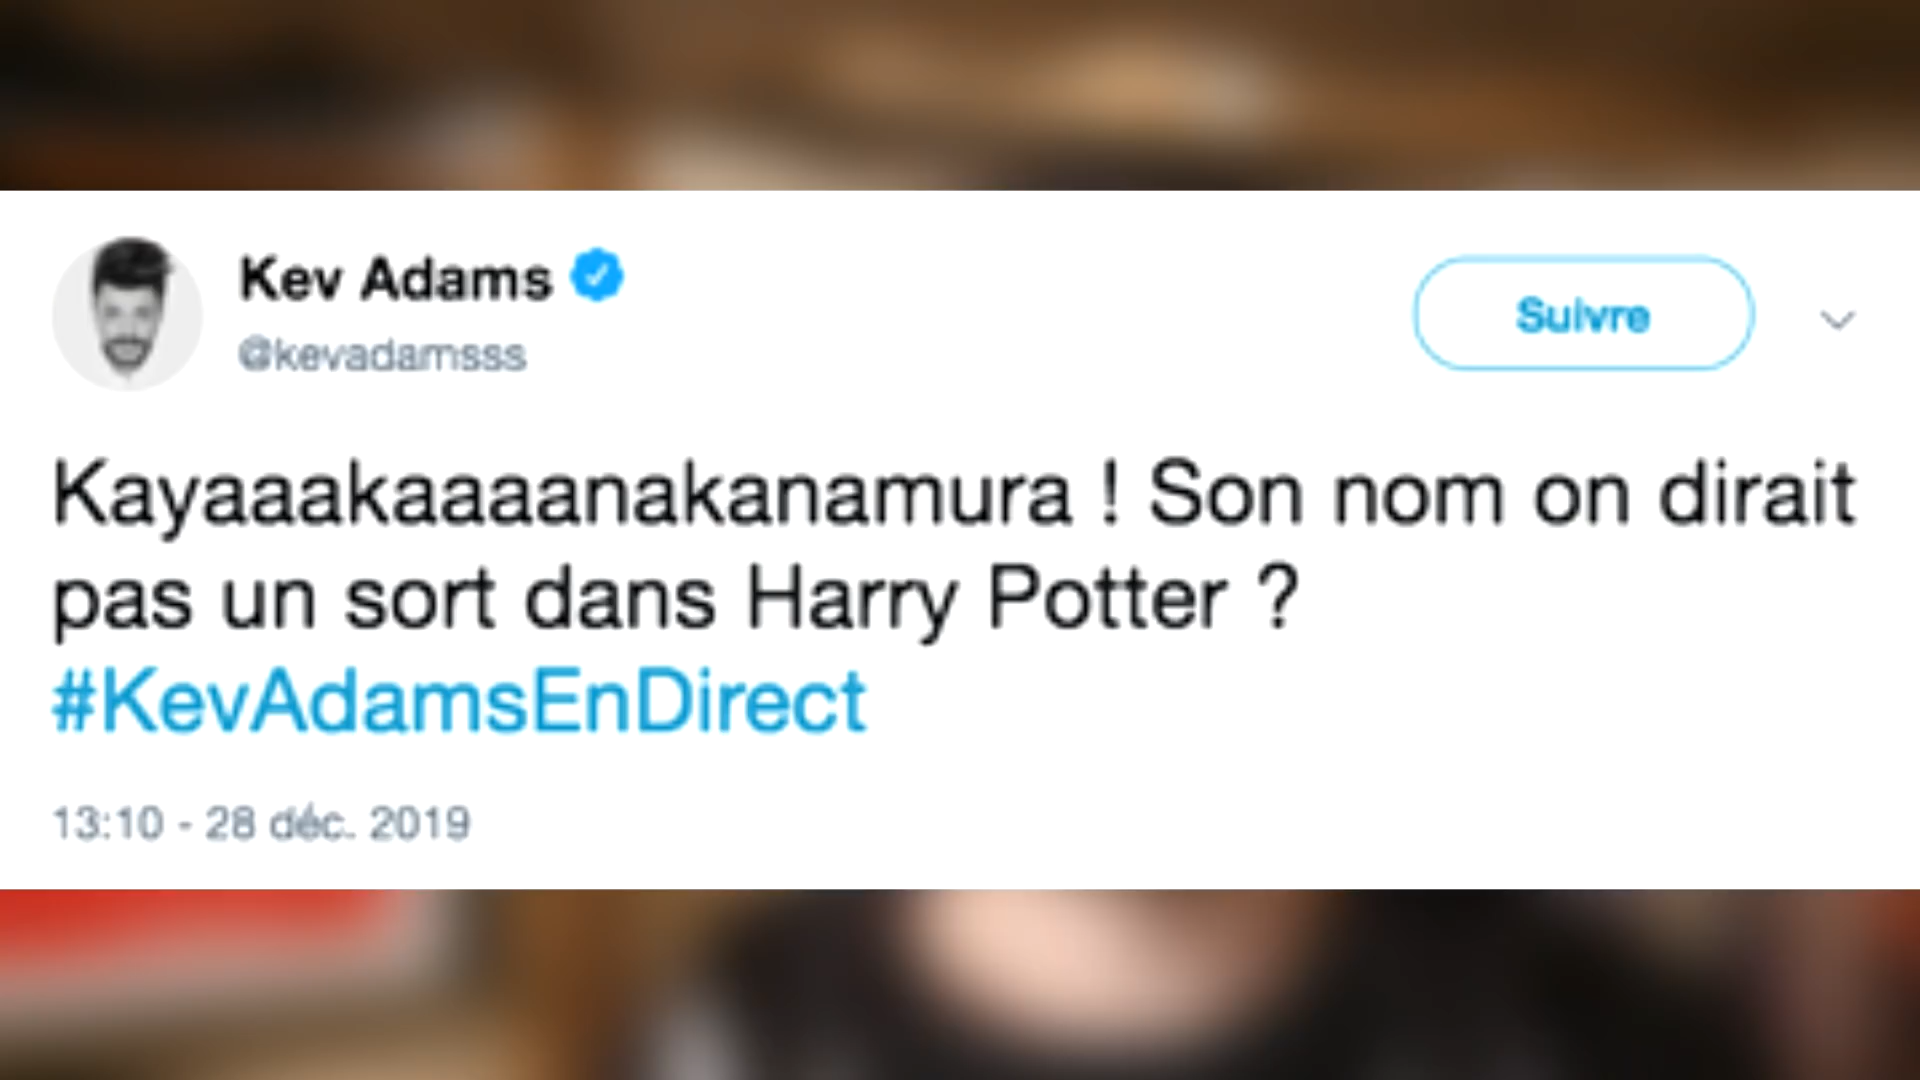 Kev Adams
@kevadamsss
Suivre
Kayaaakaaaanakanamura ! Son nom on dirait
pas un sort dans Harry Potter ?
#KevAdamsEnDirect
13:10 - 28 déc. 2019